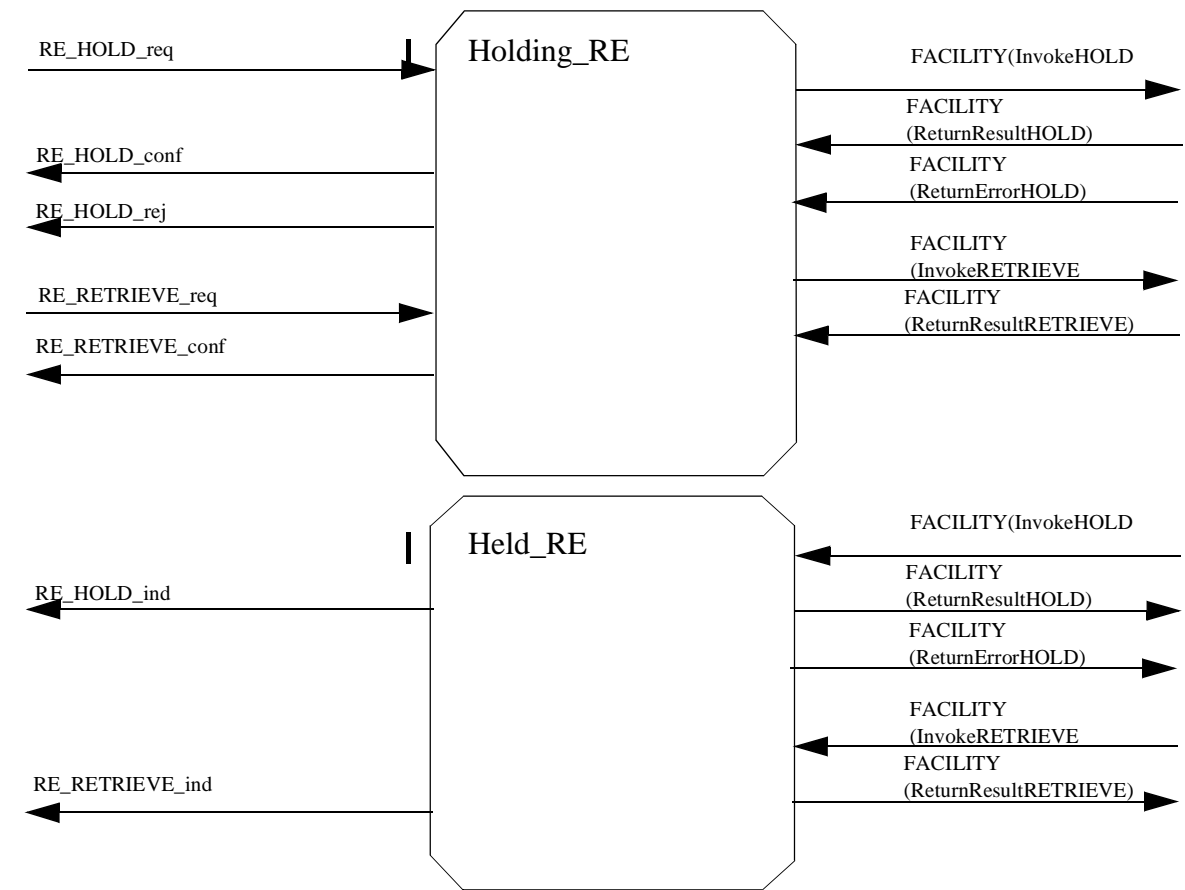 Holding_RE
RE_HOLD_req
RE_HOLD_conf
RE_HOLD_rej
RE_RETRIEVE_req
RE_RETRIEVE_conf
FACILITY(InvokeHOLD
FACILITY
(ReturnResultHOLD)
FACILITY
(ReturnErrorHOLD)
FACILITY
(InvokeRETRIEVE
FACILITY
(ReturnResultRETRIEVE)
Held_RE
RE_HOLD_ind
RE_RETRIEVE_ind
FACILITY(InvokeHOLD
FACILITY
(ReturnResultHOLD)
FACILITY
(ReturnErrorHOLD)
FACILITY
(InvokeRETRIEVE
FACILITY
(ReturnResultRETRIEVE)